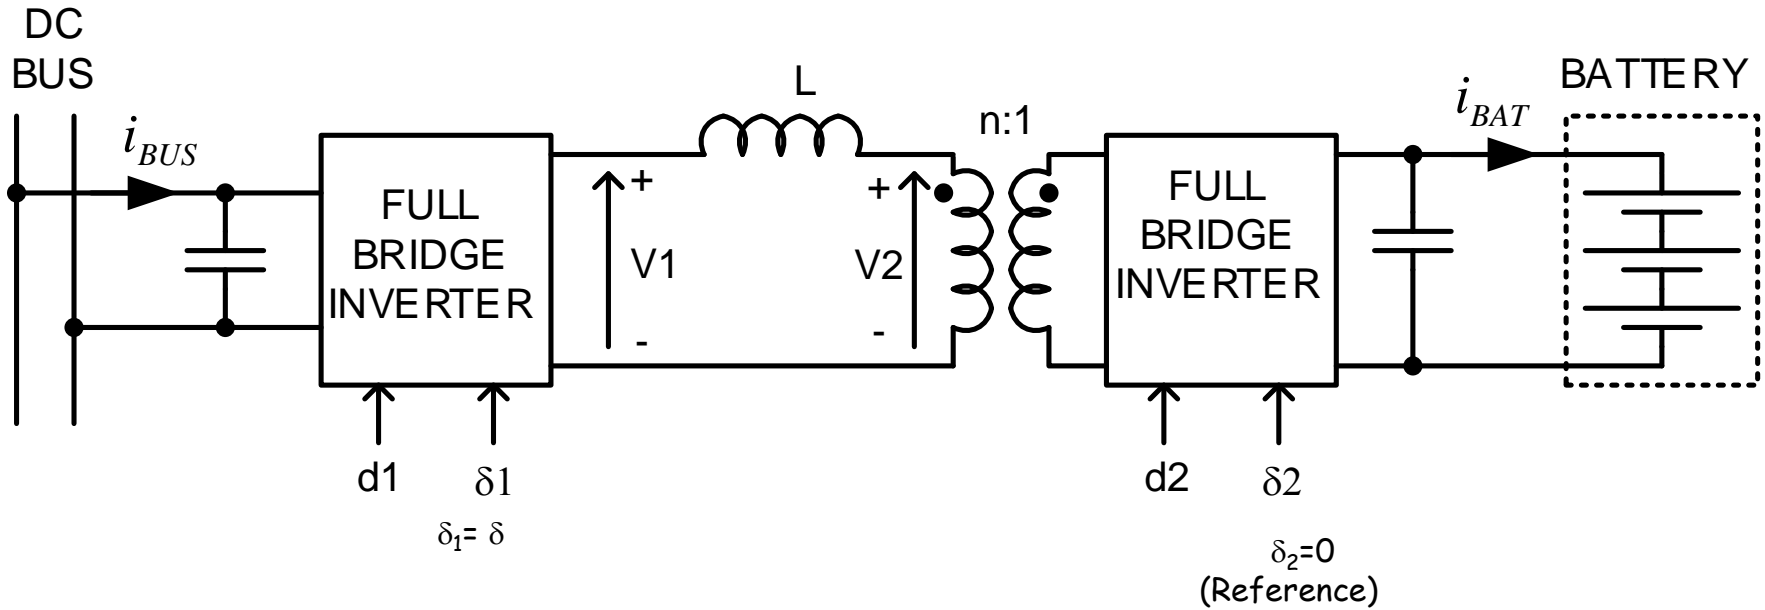 DC
BUS
i_BUS
FULL
BRIDGE
INVERTER
d1
δ1
δ₁= δ
L
+
V1
-
+
V2
-
n:1
FULL
BRIDGE
INVERTER
d2
δ2
δ₂=0
(Reference)
i_BAT
BATTERY